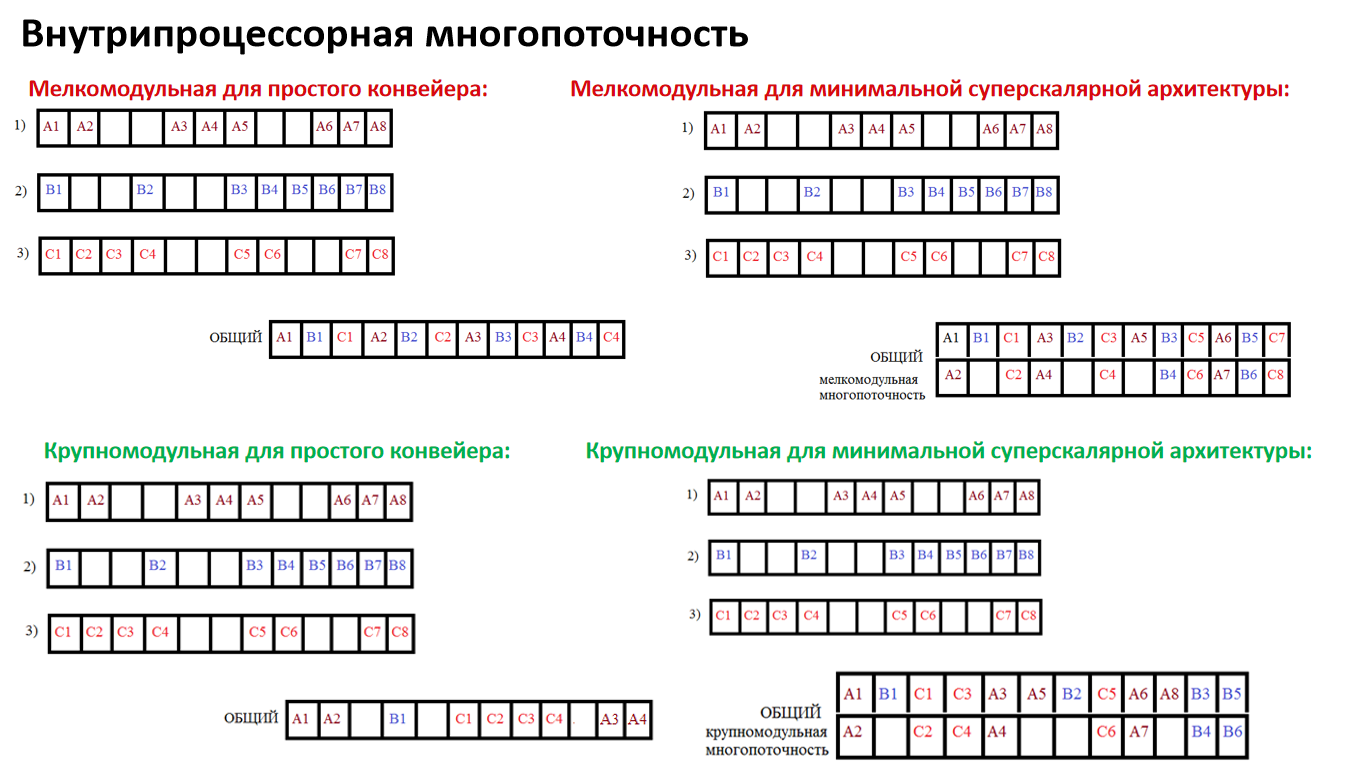 Внутрипроцессорная многопоточность
Мелкомодульная для простого конвейера:
1) A1 A2 A3 A4 A5 A6 A7 A8
2) B1 B2 B3 B4 B5 B6 B7 B8
3) C1 C2 C3 C4 C5 C6 C7 C8
ОБЩИЙ A1 B1 C1 A2 B2 C2 A3 B3 C3 A4 B4 C4
Мелкомодульная для минимальной суперскалярной архитектуры:
1) A1 A2 A3 A4 A5 A6 A7 A8
2) B1 B2 B3 B4 B5 B6 B7 B8
3) C1 C2 C3 C4 C5 C6 C7 C8
A1 B1 C1 A3 B2 C3 A5 B3 C5 A6 B5 C7
ОБЩИЙ
A2 C2 A4 C4 B4 C6 A7 B6 C8
мелкомодульная
многопоточность
Крупномодульная для простого конвейера:
1) A1 A2 A3 A4 A5 A6 A7 A8
2) B1 B2 B3 B4 B5 B6 B7 B8
3) C1 C2 C3 C4 C5 C6 C7 C8
ОБЩИЙ A1 A2 B1 C1 C2 C3 C4 . A3 A4
Крупномодульная для минимальной суперскалярной архитектуры:
1) A1 A2 A3 A4 A5 A6 A7 A8
2) B1 B2 B3 B4 B5 B6 B7 B8
3) C1 C2 C3 C4 C5 C6 C7 C8
A1 B1 C1 C3 A3 A5 B2 C5 A6 A8 B3 B5
ОБЩИЙ
A2 C2 C4 A4 C6 A7 B4 B6
крупномодульная
многопоточность